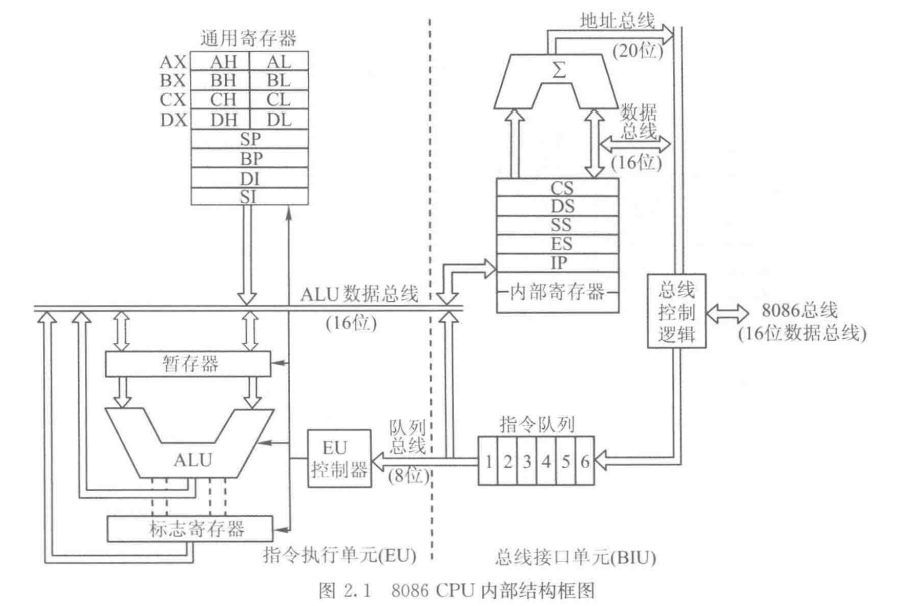 通用寄存器
AX AH AL
BX BH BL
CX CH CL
DX DH DL
SP
BP
DI
SI
ALU数据总线
(16位)
暂存器
ALU
标志寄存器
EU
控制器
队列
总线
(8位)
指令执行单元(EU)
地址总线
(20位)
Σ
数据
总线
(16位)
CS
DS
SS
ES
IP
内部寄存器
总线
控制
逻辑
8086总线
(16位数据总线)
指令队列
1 2 3 4 5 6
总线接口单元(BIU)
图 2.1 8086 CPU 内部结构框图